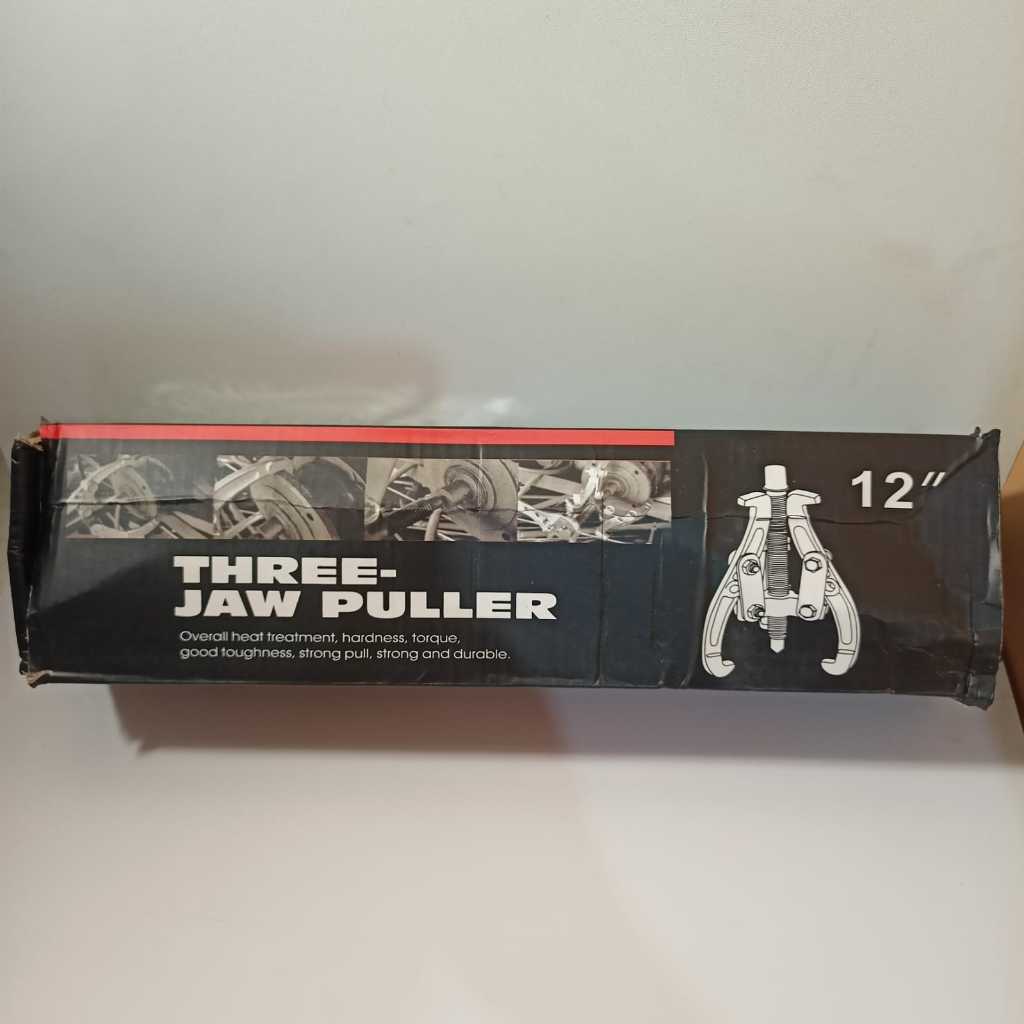 THREE-
JAW PULLER
Overall heat treatment, hardness, torque,
good toughness, strong pull, strong and durable.
12"